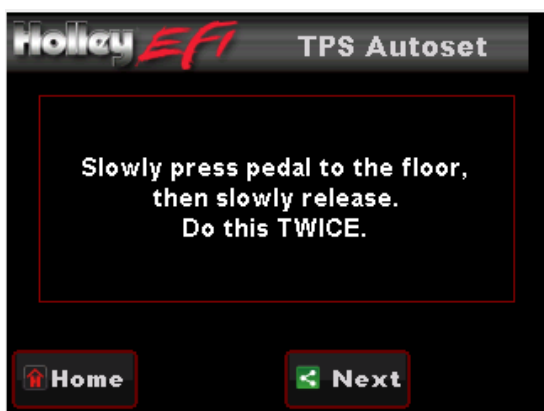 Holley EFI TPS Autoset
Slowly press pedal to the floor,
then slowly release.
Do this TWICE.
Home Next